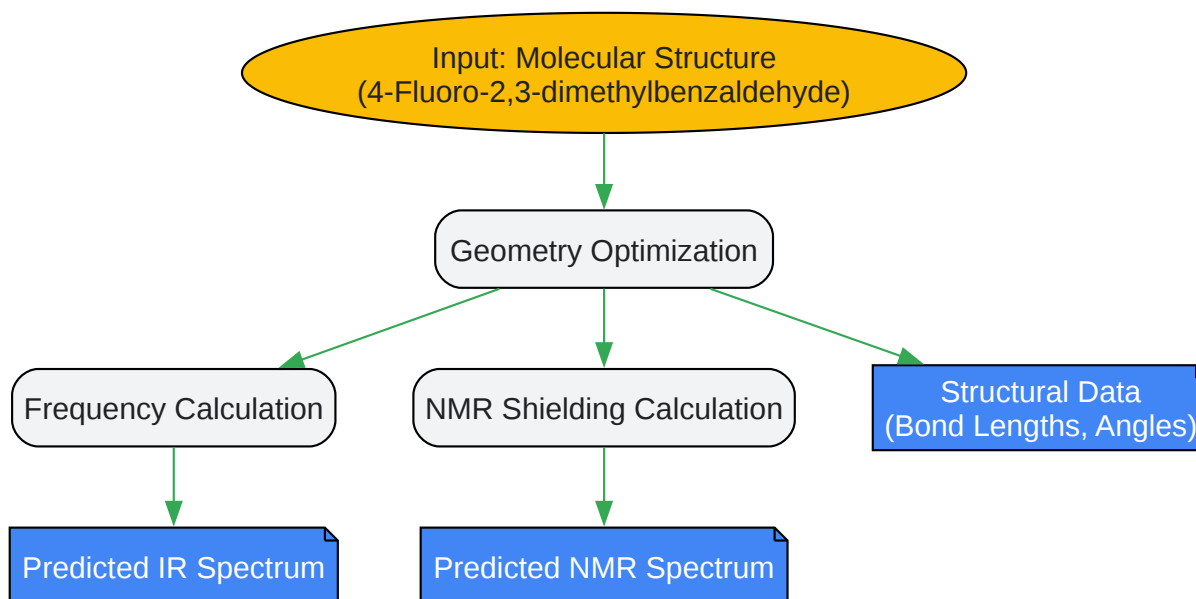 Input: Molecular Structure
(4-Fluoro-2,3-dimethylbenzaldehyde)
Geometry Optimization
Frequency Calculation
NMR Shielding Calculation
Structural Data
(Bond Lengths, Angles)
Predicted IR Spectrum
Predicted NMR Spectrum